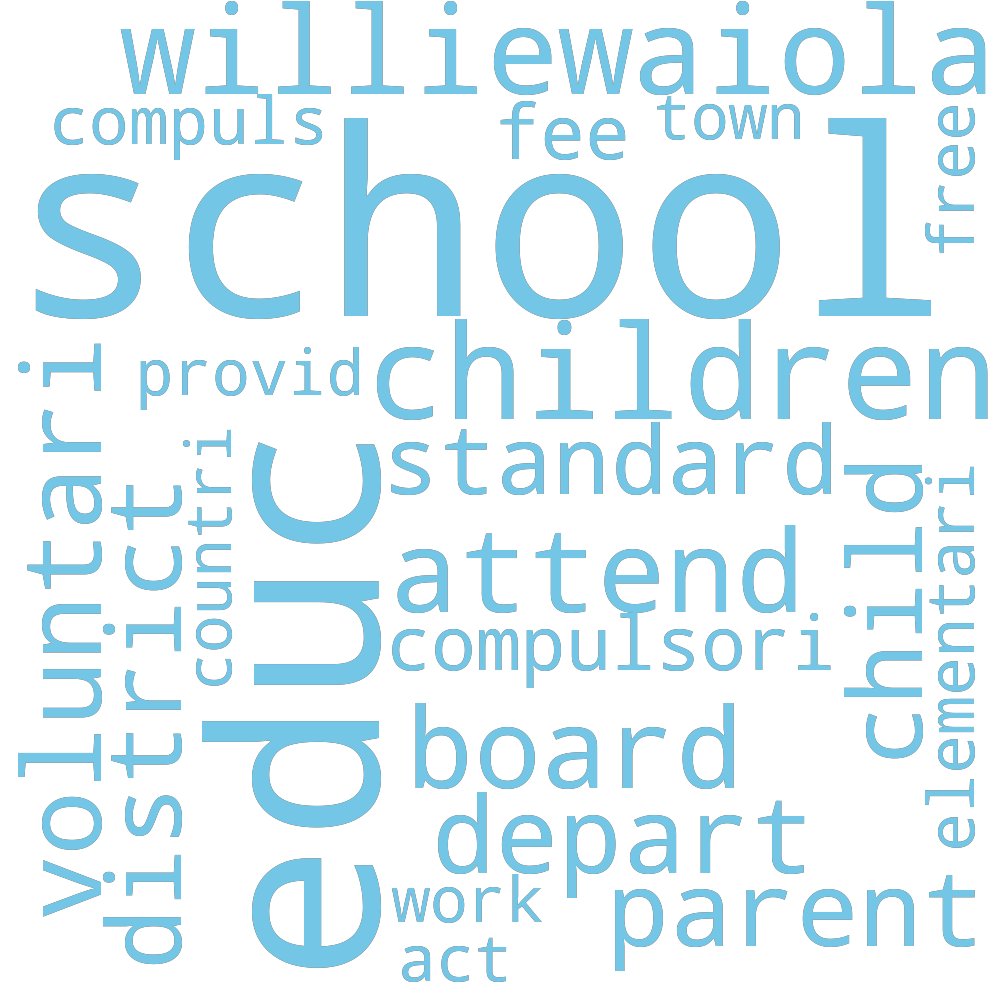 williewaiola
compuls
fee
town
free
school
provid
children
voluntari
district
countri
educ
standard
attend
compulsori
child
elementari
board
depart
work
parent
act